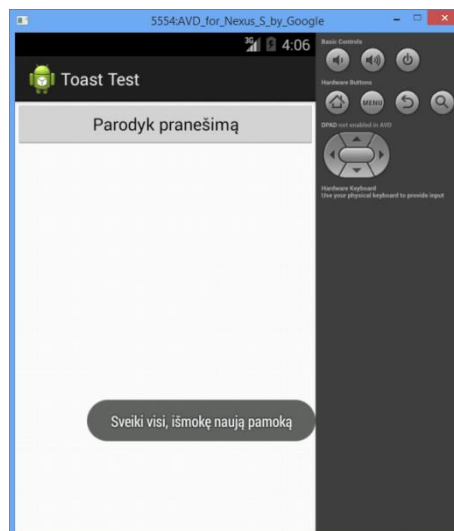 5554:AVD_for_Nexus_S_by_Google
3G 4:06
Toast Test
Parodyk pranešimą
Sveiki visi, išmokę naują pamoką
Basic Controls
Hardware Buttons
MENU
DPAD not enabled in AVD
Hardware Keyboard
Use your physical keyboard to provide input